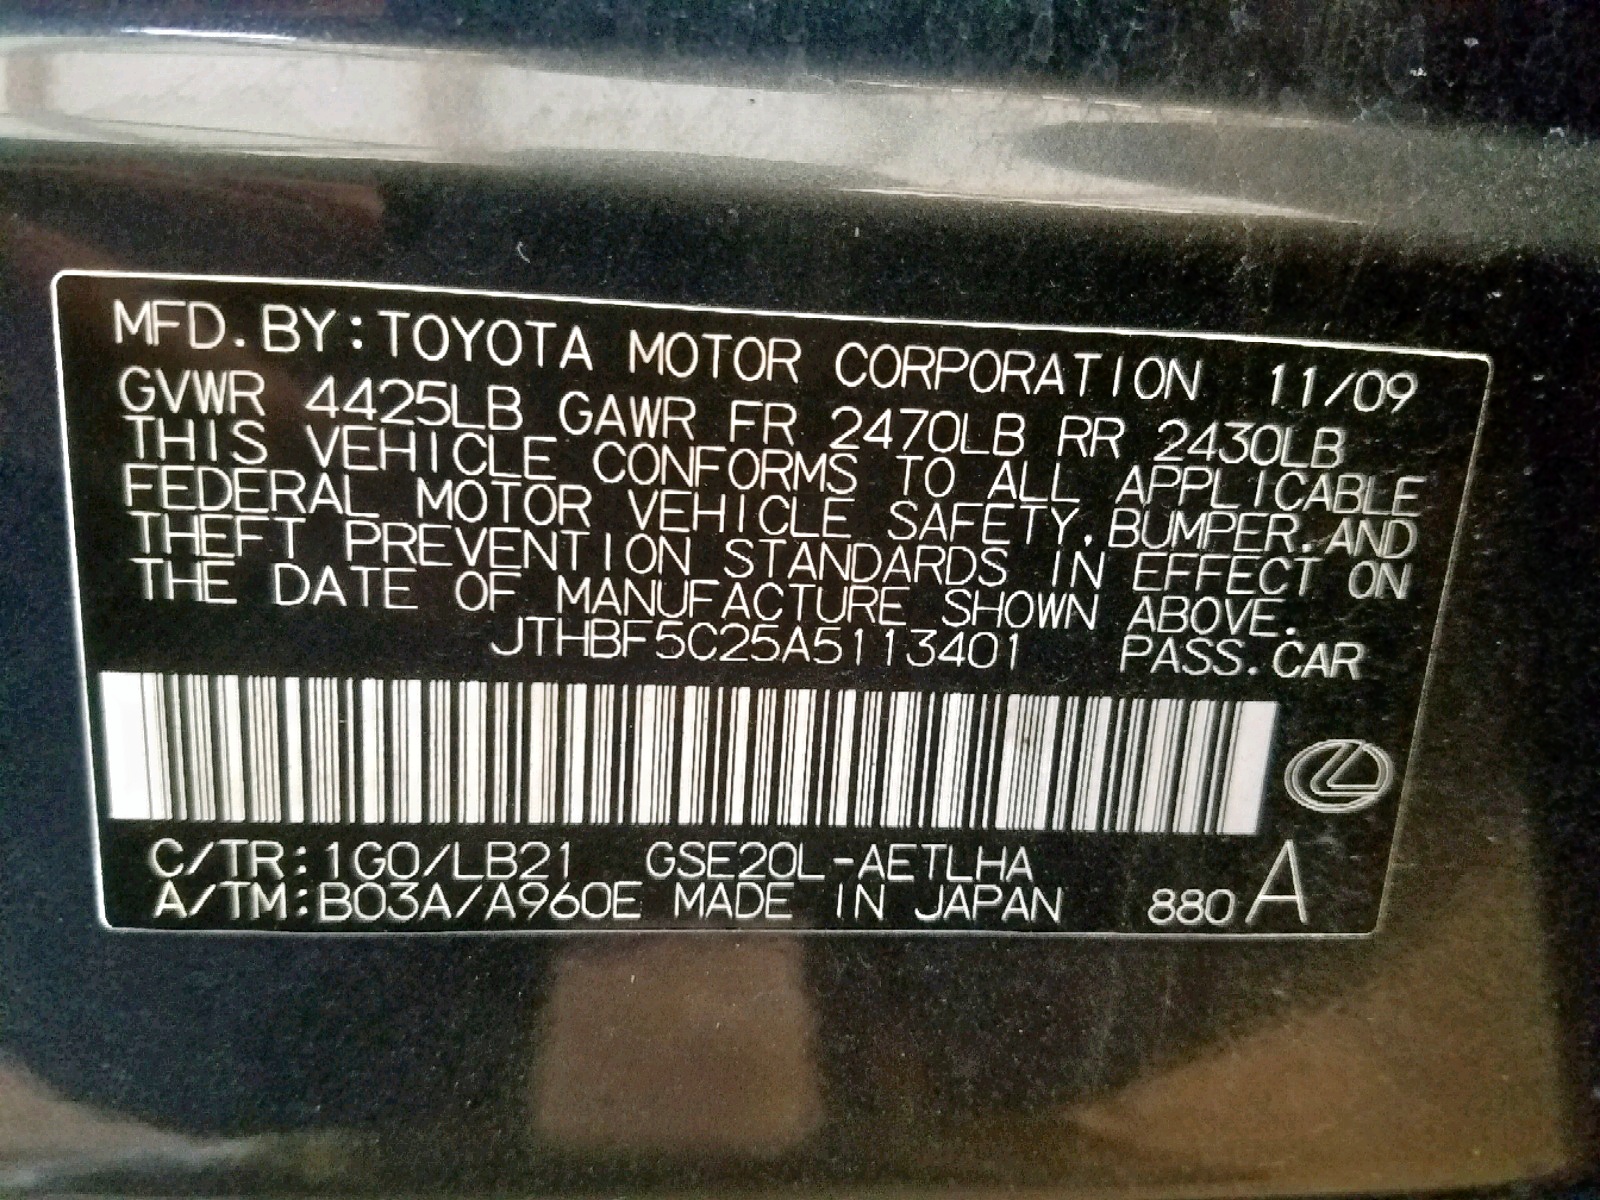 MFD. BY: TOYOTA MOTOR CORPORATION 11/09
GVWR 4425LB GAWR FR 2470LB RR 2430LB
THIS VEHICLE CONFORMS TO ALL APPLICABLE
FEDERAL MOTOR VEHICLE SAFETY, BUMPER, AND
THEFT PREVENTION STANDARDS IN EFFECT ON
THE DATE OF MANUFACTURE SHOWN ABOVE.
JTHBF5C25A5113401 PASS. CAR
C/TR: 1G0/LB21 GSE20L-AETLHA
A/TM: B03A/A960E MADE IN JAPAN 880 A